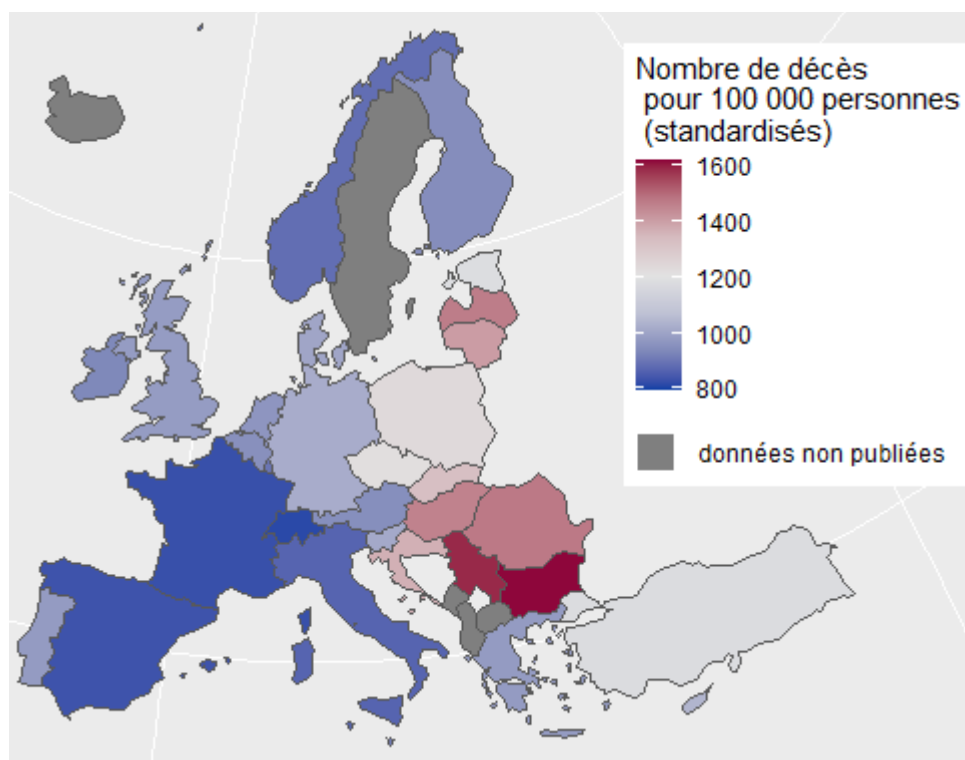 Nombre de décès
pour 100 000 personnes
(standardisés)
1600
1400
1200
1000
800
données non publiées